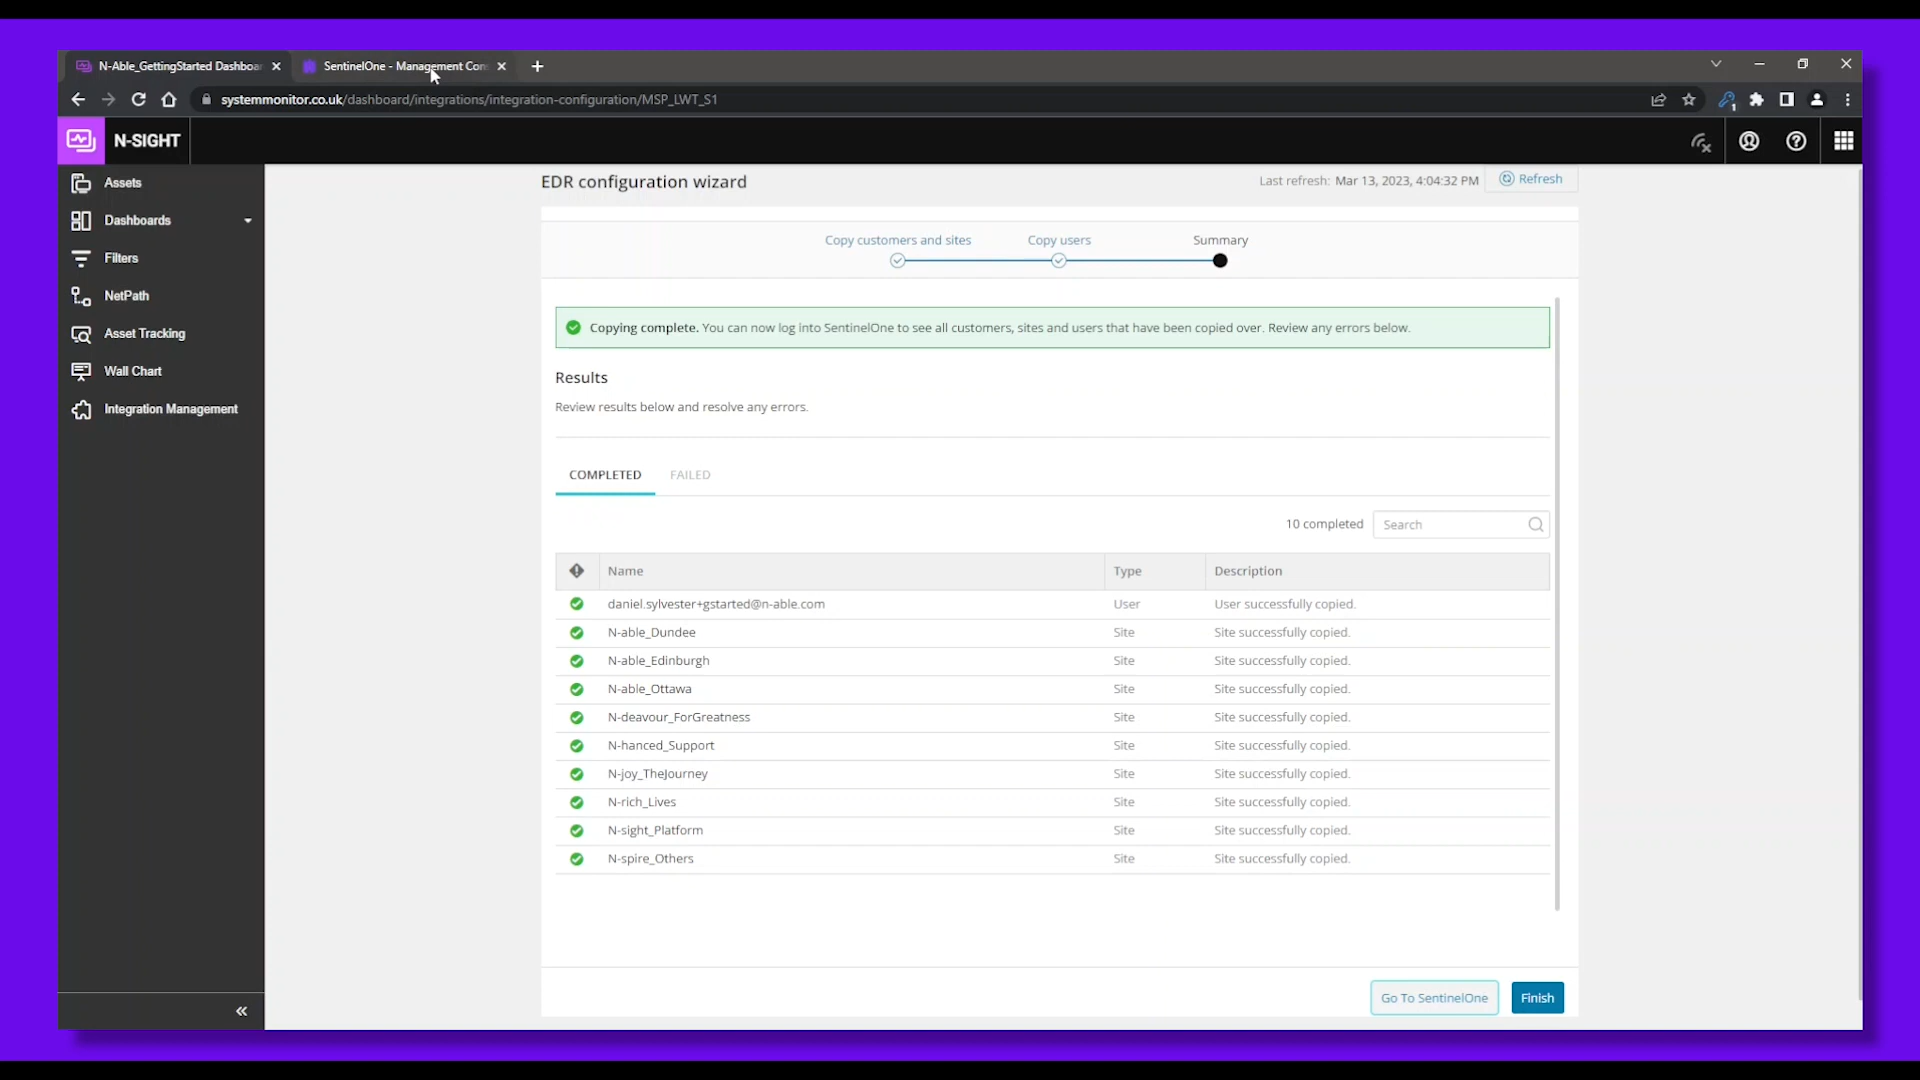 N-Able_GettingStarted Dashboa
SentinelOne - Management Con
systemmonitor.co.uk/dashboard/integrations/integration-configuration/MSP_LWT_S1
N-SIGHT
Assets
Dashboards
Filters
NetPath
Asset Tracking
Wall Chart
Integration Management
EDR configuration wizard
Last refresh: Mar 13, 2023, 4:04:32 PM
Refresh
Copy customers and sites
Copy users
Summary
Copying complete. You can now log into SentinelOne to see all customers, sites and users that have been copied over. Review any errors below.
Results
Review results below and resolve any errors.
COMPLETED
FAILED
10 completed
Search
Name Type Description
daniel.sylvester+gstarted@n-able.com User User successfully copied.
N-able_Dundee Site Site successfully copied.
N-able_Edinburgh Site Site successfully copied.
N-able_Ottawa Site Site successfully copied.
N-deavour_ForGreatness Site Site successfully copied.
N-hanced_Support Site Site successfully copied.
N-joy_TheJourney Site Site successfully copied.
N-rich_Lives Site Site successfully copied.
N-sight_Platform Site Site successfully copied.
N-spire_Others Site Site successfully copied.
Go To SentinelOne
Finish